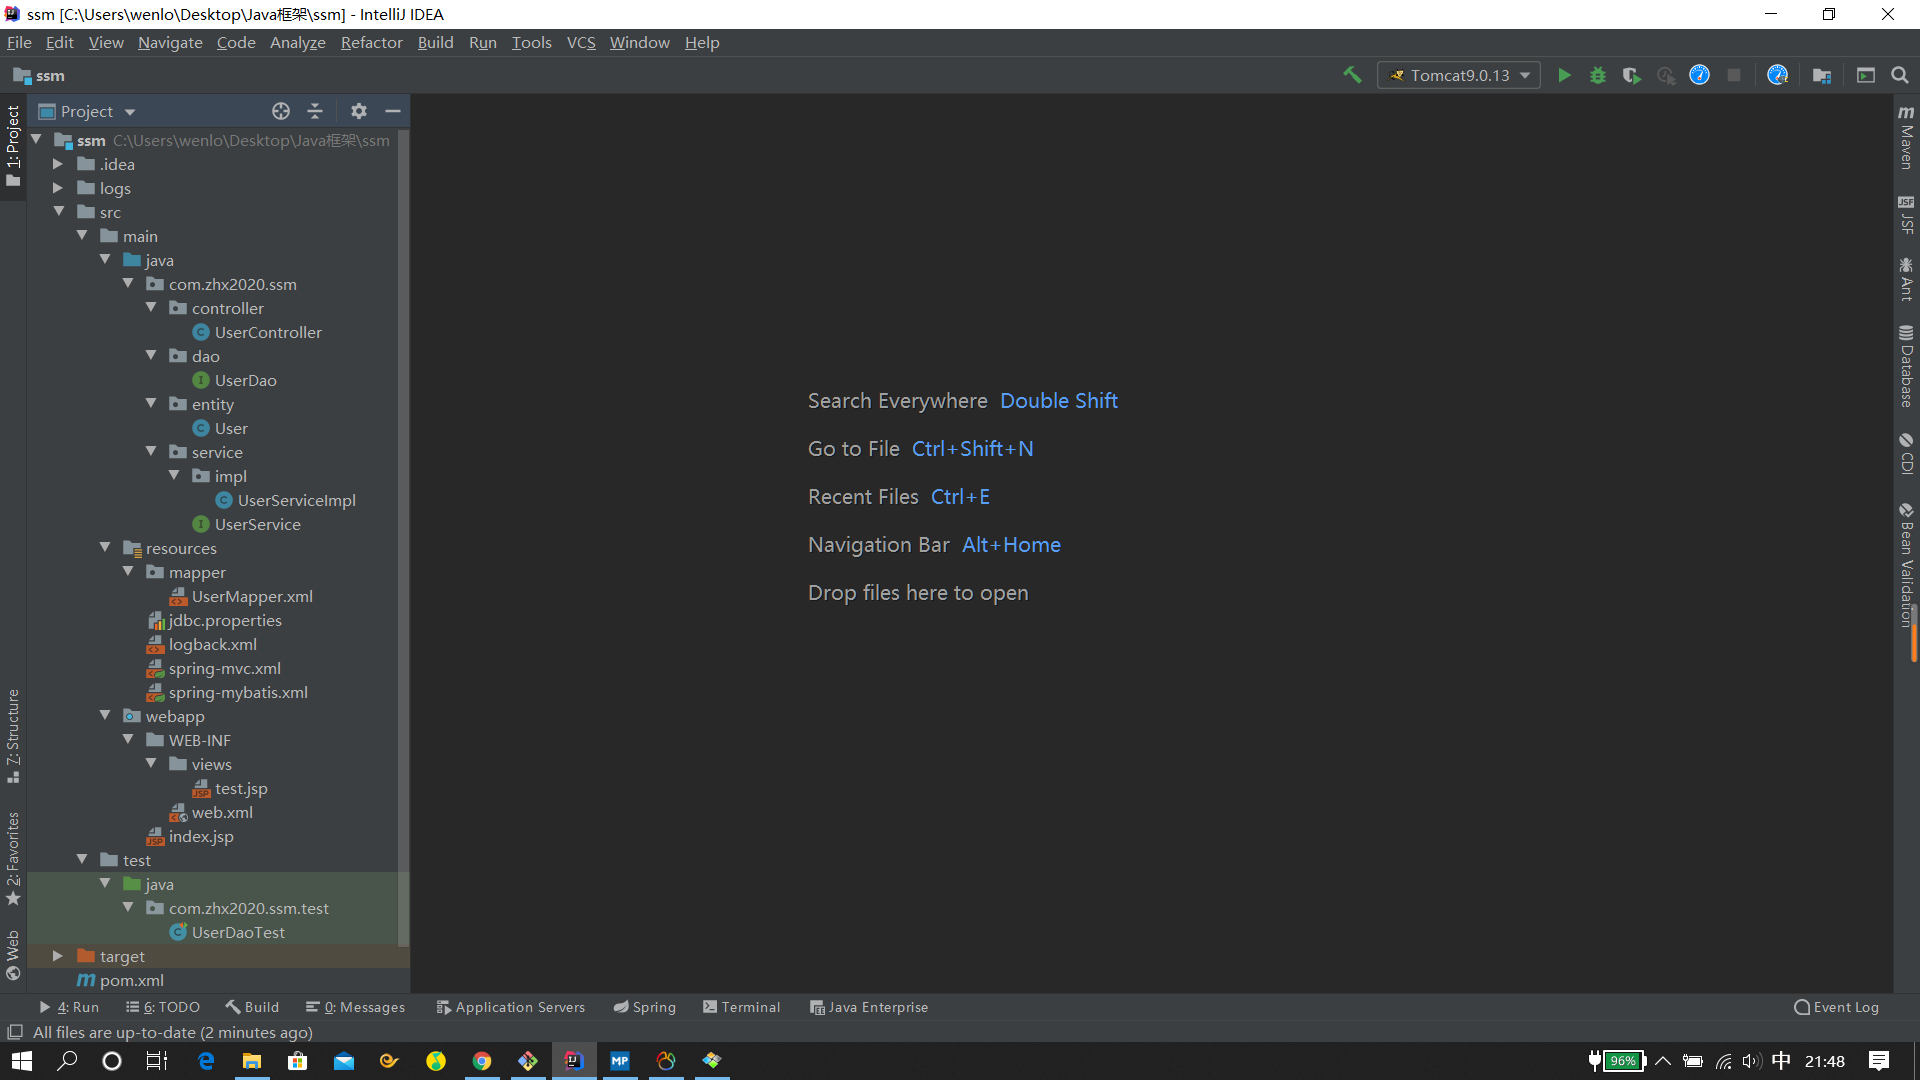 ssm [C:\Users\wenlo\Desktop\Java框架\ssm] - IntelliJ IDEA
File Edit View Navigate Code Analyze Refactor Build Run Tools VCS Window Help
ssm
Tomcat9.0.13
Project
ssm C:\Users\wenlo\Desktop\Java框架\ssm
.idea
logs
src
main
java
com.zhx2020.ssm
controller
UserController
dao
UserDao
entity
User
service
impl
UserServiceImpl
UserService
resources
mapper
UserMapper.xml
jdbc.properties
logback.xml
spring-mvc.xml
spring-mybatis.xml
webapp
WEB-INF
views
test.jsp
web.xml
index.jsp
test
java
com.zhx2020.ssm.test
UserDaoTest
target
pom.xml
1: Project
7: Structure
2: Favorites
Web
Search Everywhere Double Shift
Go to File Ctrl+Shift+N
Recent Files Ctrl+E
Navigation Bar Alt+Home
Drop files here to open
Maven
JSF
Ant
Database
CDI
Bean Validation
4: Run
6: TODO
Build
0: Messages
Application Servers
Spring
Terminal
Java Enterprise
Event Log
All files are up-to-date (2 minutes ago)
MP
96%
中
21:48